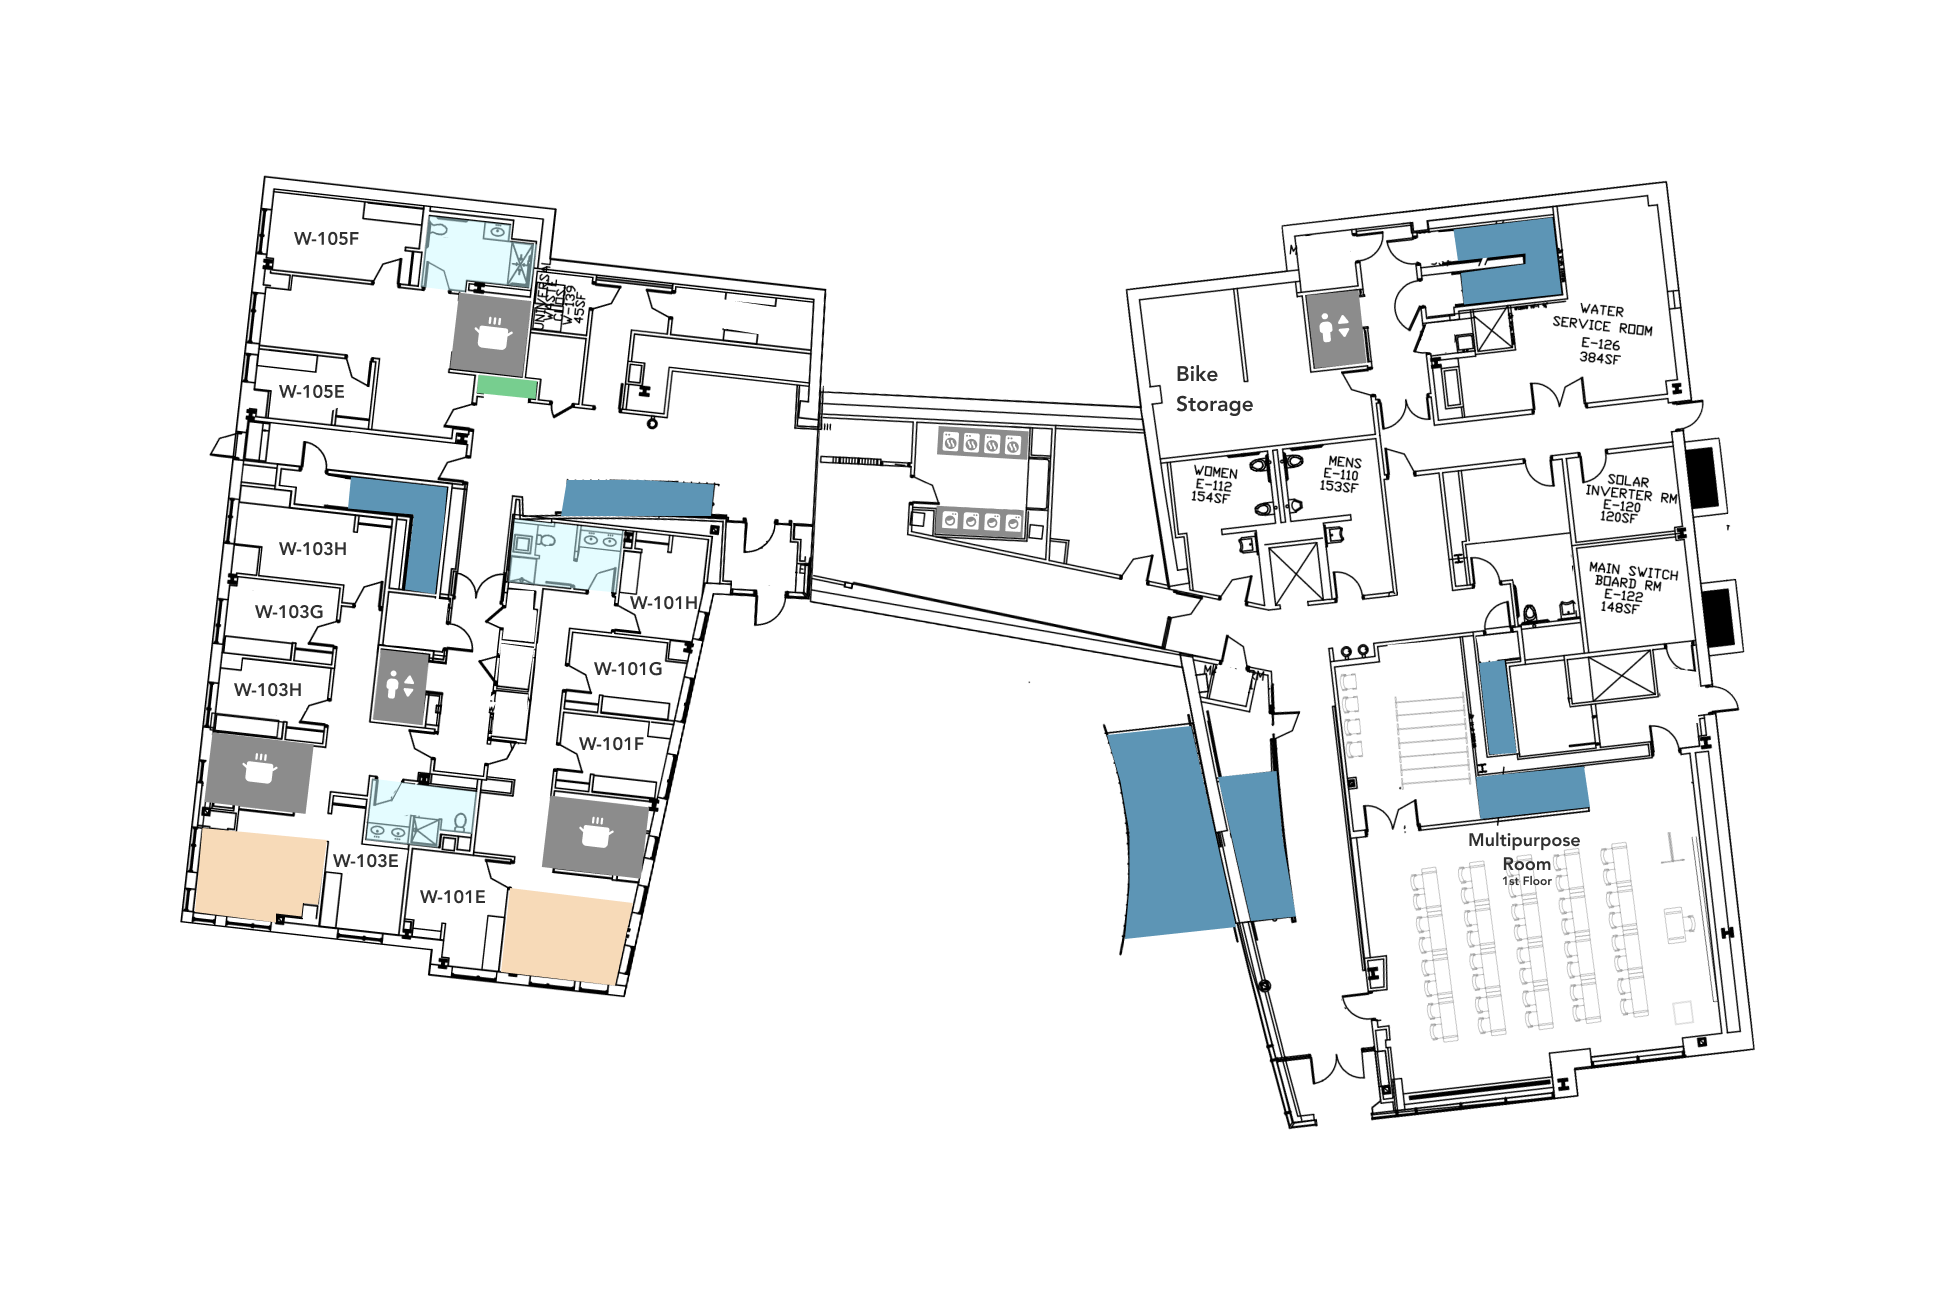 W-105F
UNIVERSAL
WASTE
W-139
45SF
W-105E
W-103H
W-103G
W-103H
W-103E
W-101E
W-101H
W-101G
W-101F
Bike
Storage
WOMEN
E-112
154SF
MENS
E-110
153SF
WATER
SERVICE ROOM
E-126
384SF
SOLAR
INVERTER RM
E-120
120SF
MAIN SWITCH
BOARD RM
E-122
148SF
Multipurpose
Room
1st Floor